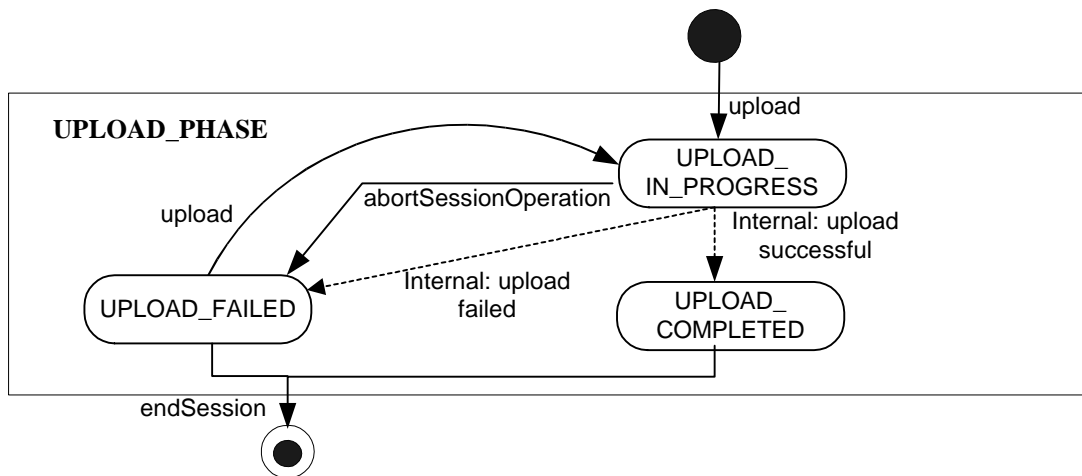 upload
UPLOAD_PHASE
UPLOAD_
IN_PROGRESS
abortSessionOperation
upload
Internal: upload
successful
Internal: upload
failed
UPLOAD_FAILED
UPLOAD_
COMPLETED
endSession